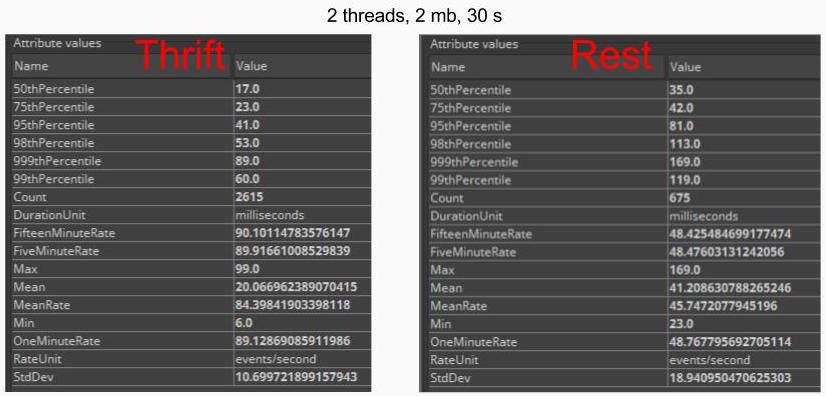 2 threads, 2 mb, 30 s
Attribute values
Thrift
Name Value
50thPercentile 17.0
75thPercentile 23.0
95thPercentile 41.0
98thPercentile 53.0
999thPercentile 89.0
99thPercentile 60.0
Count 2615
DurationUnit milliseconds
FifteenMinuteRate 90.10114783576147
FiveMinuteRate 89.91661008529839
Max 99.0
Mean 20.066962389070415
MeanRate 84.39841903398118
Min 6.0
OneMinuteRate 89.12869085911986
RateUnit events/second
StdDev 10.699721899157943
Attribute values
Rest
Name Value
50thPercentile 35.0
75thPercentile 42.0
95thPercentile 81.0
98thPercentile 113.0
999thPercentile 169.0
99thPercentile 119.0
Count 675
DurationUnit milliseconds
FifteenMinuteRate 48.425484699177474
FiveMinuteRate 48.47603131242056
Max 169.0
Mean 41.208630788265246
MeanRate 45.7472077945196
Min 23.0
OneMinuteRate 48.767795692705114
RateUnit events/second
StdDev 18.940950470625303